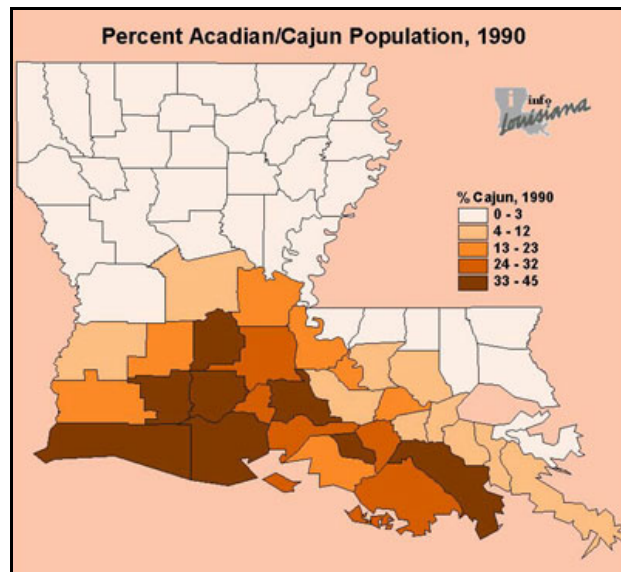 Percent Acadian/Cajun Population, 1990
i info
Louisiana
% Cajun, 1990
0 - 3
4 - 12
13 - 23
24 - 32
33 - 45